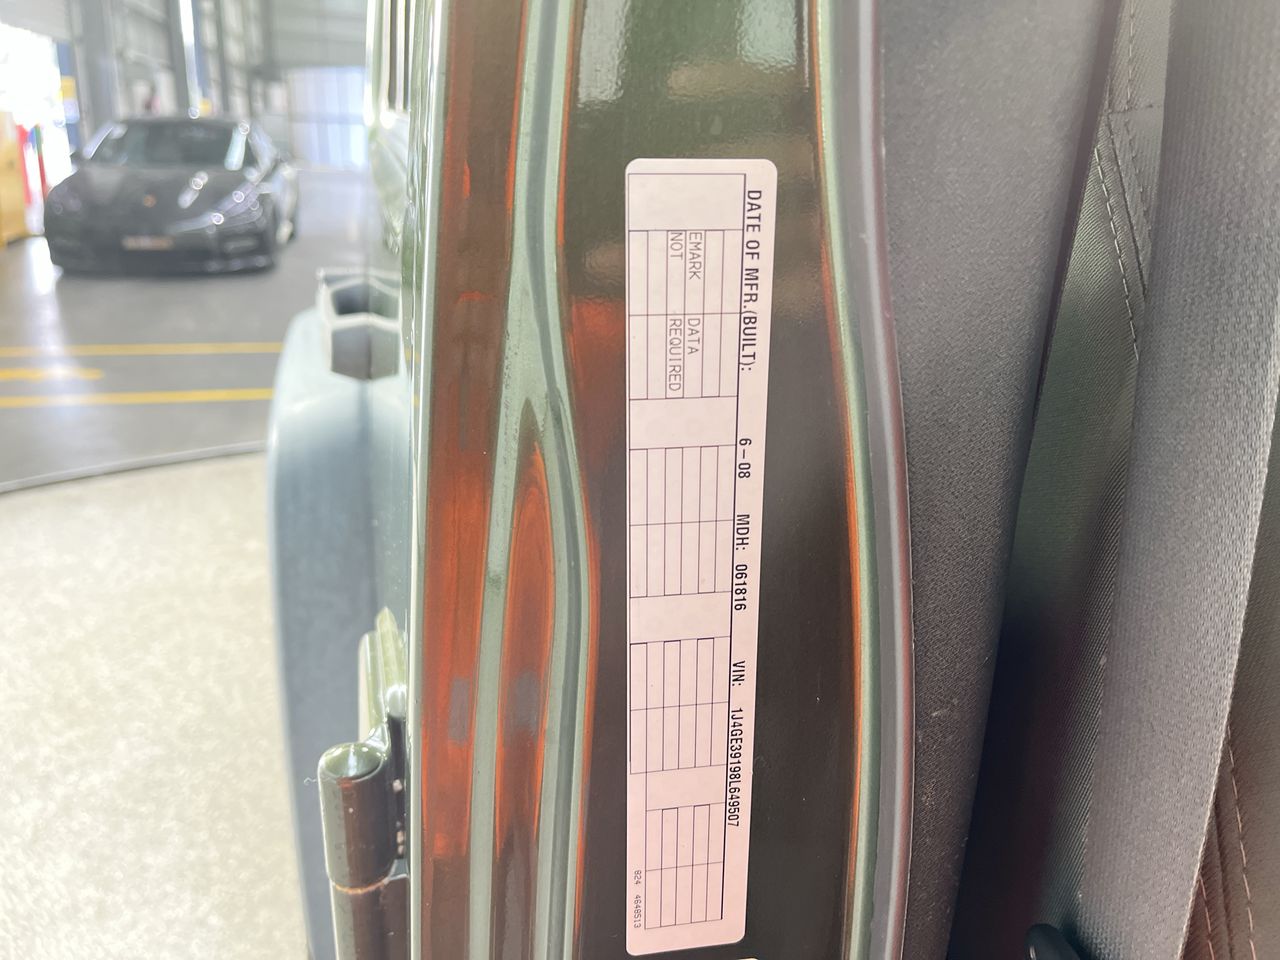 DATE OF MFR.(BUILT): 6-08 MDH: 061816 VIN: 1J4GE39198L649507
EMARK DATA
NOT REQUIRED
824 4648513